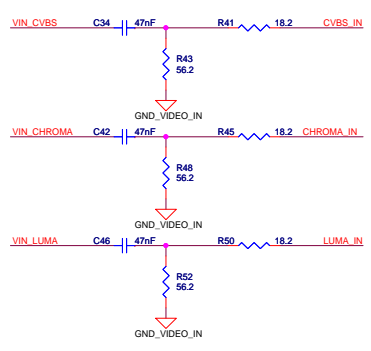 VIN_CVBS C34 47nF R41 18.2 CVBS_IN
R43
56.2
GND_VIDEO_IN
VIN_CHROMA C42 47nF R45 18.2 CHROMA_IN
R48
56.2
GND_VIDEO_IN
VIN_LUMA C46 47nF R50 18.2 LUMA_IN
R52
56.2
GND_VIDEO_IN